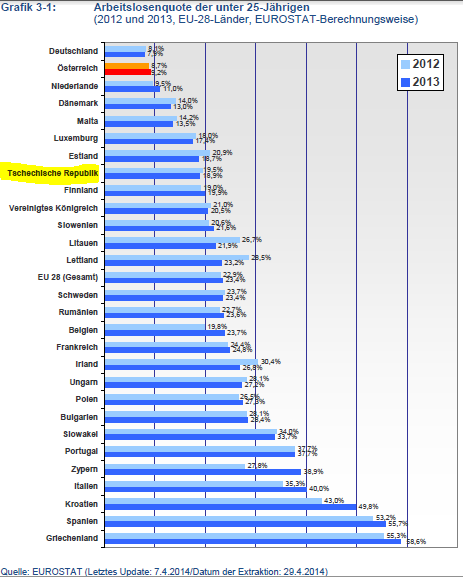 Grafik 3-1: Arbeitslosenquote der unter 25-Jährigen
(2012 und 2013, EU-28-Länder, EUROSTAT-Berechnungsweise)
2012
2013
Deutschland 8,1% 7,9%
Österreich 8,7% 9,2%
Niederlande 9,5% 11,0%
Dänemark 14,0% 13,0%
Malta 14,2% 13,5%
Luxemburg 18,0% 17,4%
Estland 20,9% 18,7%
Tschechische Republik 19,5% 18,9%
Finnland 19,0% 19,9%
Vereinigtes Königreich 21,0% 20,5%
Slowenien 20,6% 21,6%
Litauen 26,7% 21,9%
Lettland 28,5% 23,2%
EU 28 (Gesamt) 22,9% 23,4%
Schweden 23,7% 23,4%
Rumänien 22,7% 23,6%
Belgien 19,8% 23,7%
Frankreich 24,4% 24,8%
Irland 30,4% 26,8%
Ungarn 28,1% 27,2%
Polen 26,5% 27,3%
Bulgarien 28,1% 28,4%
Slowakei 34,0% 33,7%
Portugal 37,7% 37,7%
Zypern 27,8% 38,9%
Italien 35,3% 40,0%
Kroatien 43,0% 49,8%
Spanien 53,2% 55,7%
Griechenland 55,3% 58,6%
Quelle: EUROSTAT (Letztes Update: 7.4.2014/Datum der Extraktion: 29.4.2014)